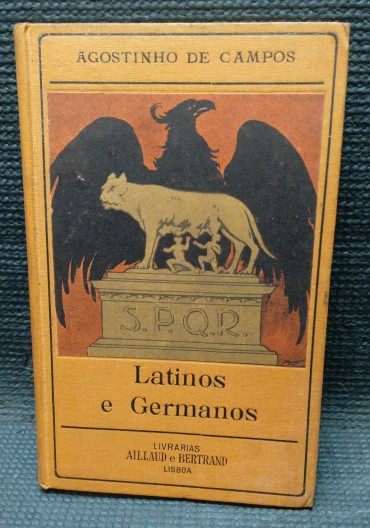 AGOSTINHO DE CAMPOS
S.P.Q.R.
Latinos
e Germanos
LIVRARIAS
AILLAUD e BERTRAND
LISBOA